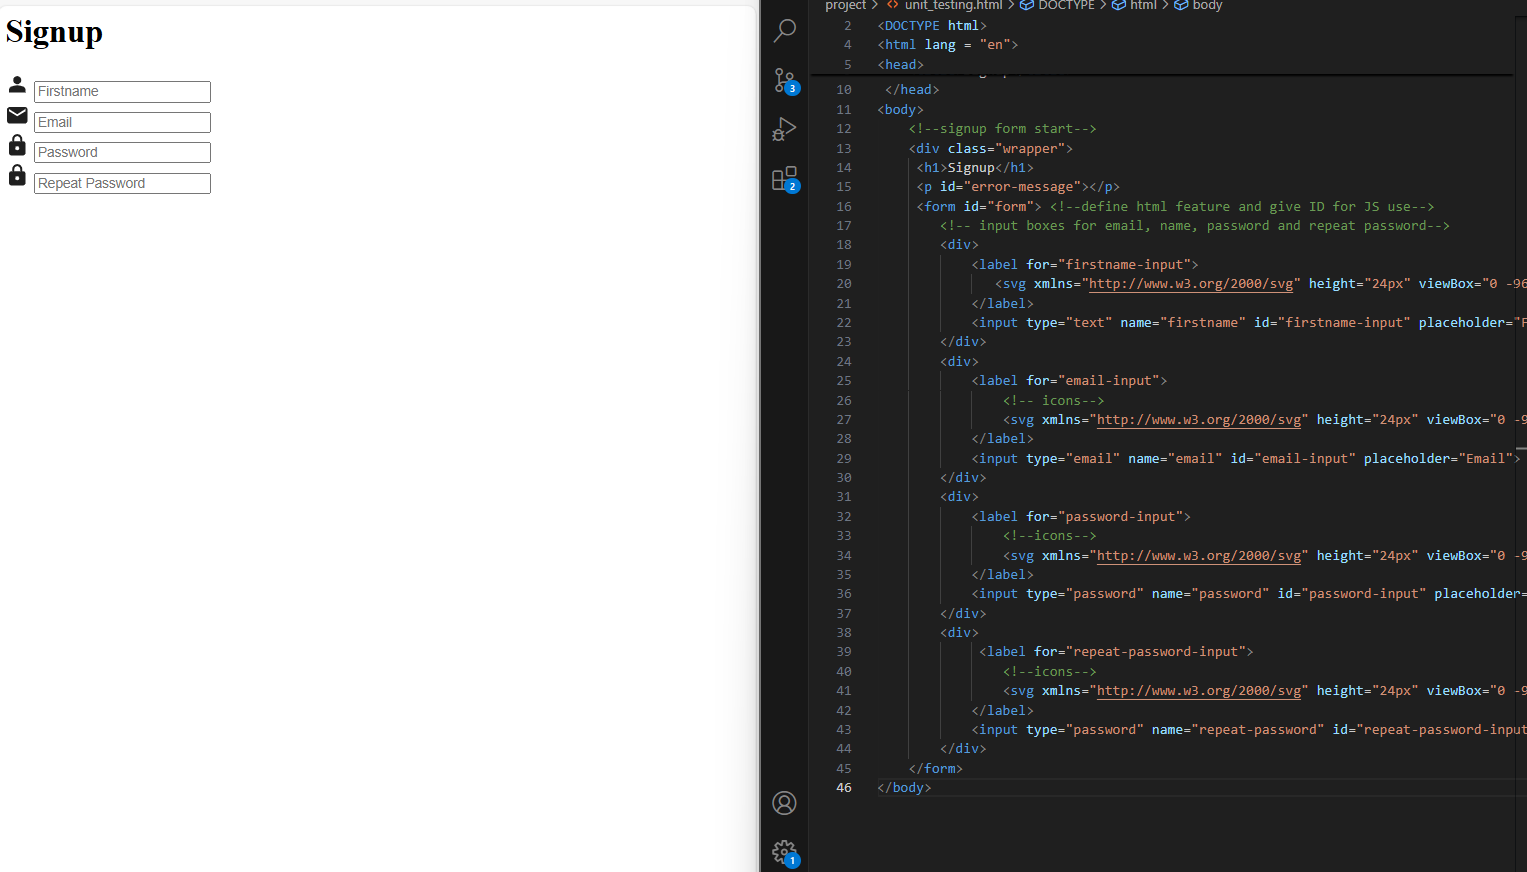 Signup
Firstname
Email
Password
Repeat Password
3
2
1
project > unit_testing.html > DOCTYPE > html > body
2 <DOCTYPE html>
4 <html lang = "en">
5 <head>
10 </head>
11 <body>
12 <!--signup form start-->
13 <div class="wrapper">
14 <h1>Signup</h1>
15 <p id="error-message"></p>
16 <form id="form"> <!--define html feature and give ID for JS use-->
17 <!-- input boxes for email, name, password and repeat password-->
18 <div>
19 <label for="firstname-input">
20 <svg xmlns="http://www.w3.org/2000/svg" height="24px" viewBox="0 -96
21 </label>
22 <input type="text" name="firstname" id="firstname-input" placeholder="F
23 </div>
24 <div>
25 <label for="email-input">
26 <!-- icons-->
27 <svg xmlns="http://www.w3.org/2000/svg" height="24px" viewBox="0 -9
28 </label>
29 <input type="email" name="email" id="email-input" placeholder="Email">
30 </div>
31 <div>
32 <label for="password-input">
33 <!--icons-->
34 <svg xmlns="http://www.w3.org/2000/svg" height="24px" viewBox="0 -9
35 </label>
36 <input type="password" name="password" id="password-input" placeholder=
37 </div>
38 <div>
39 <label for="repeat-password-input">
40 <!--icons-->
41 <svg xmlns="http://www.w3.org/2000/svg" height="24px" viewBox="0 -9
42 </label>
43 <input type="password" name="repeat-password" id="repeat-password-input
44 </div>
45 </form>
46 </body>